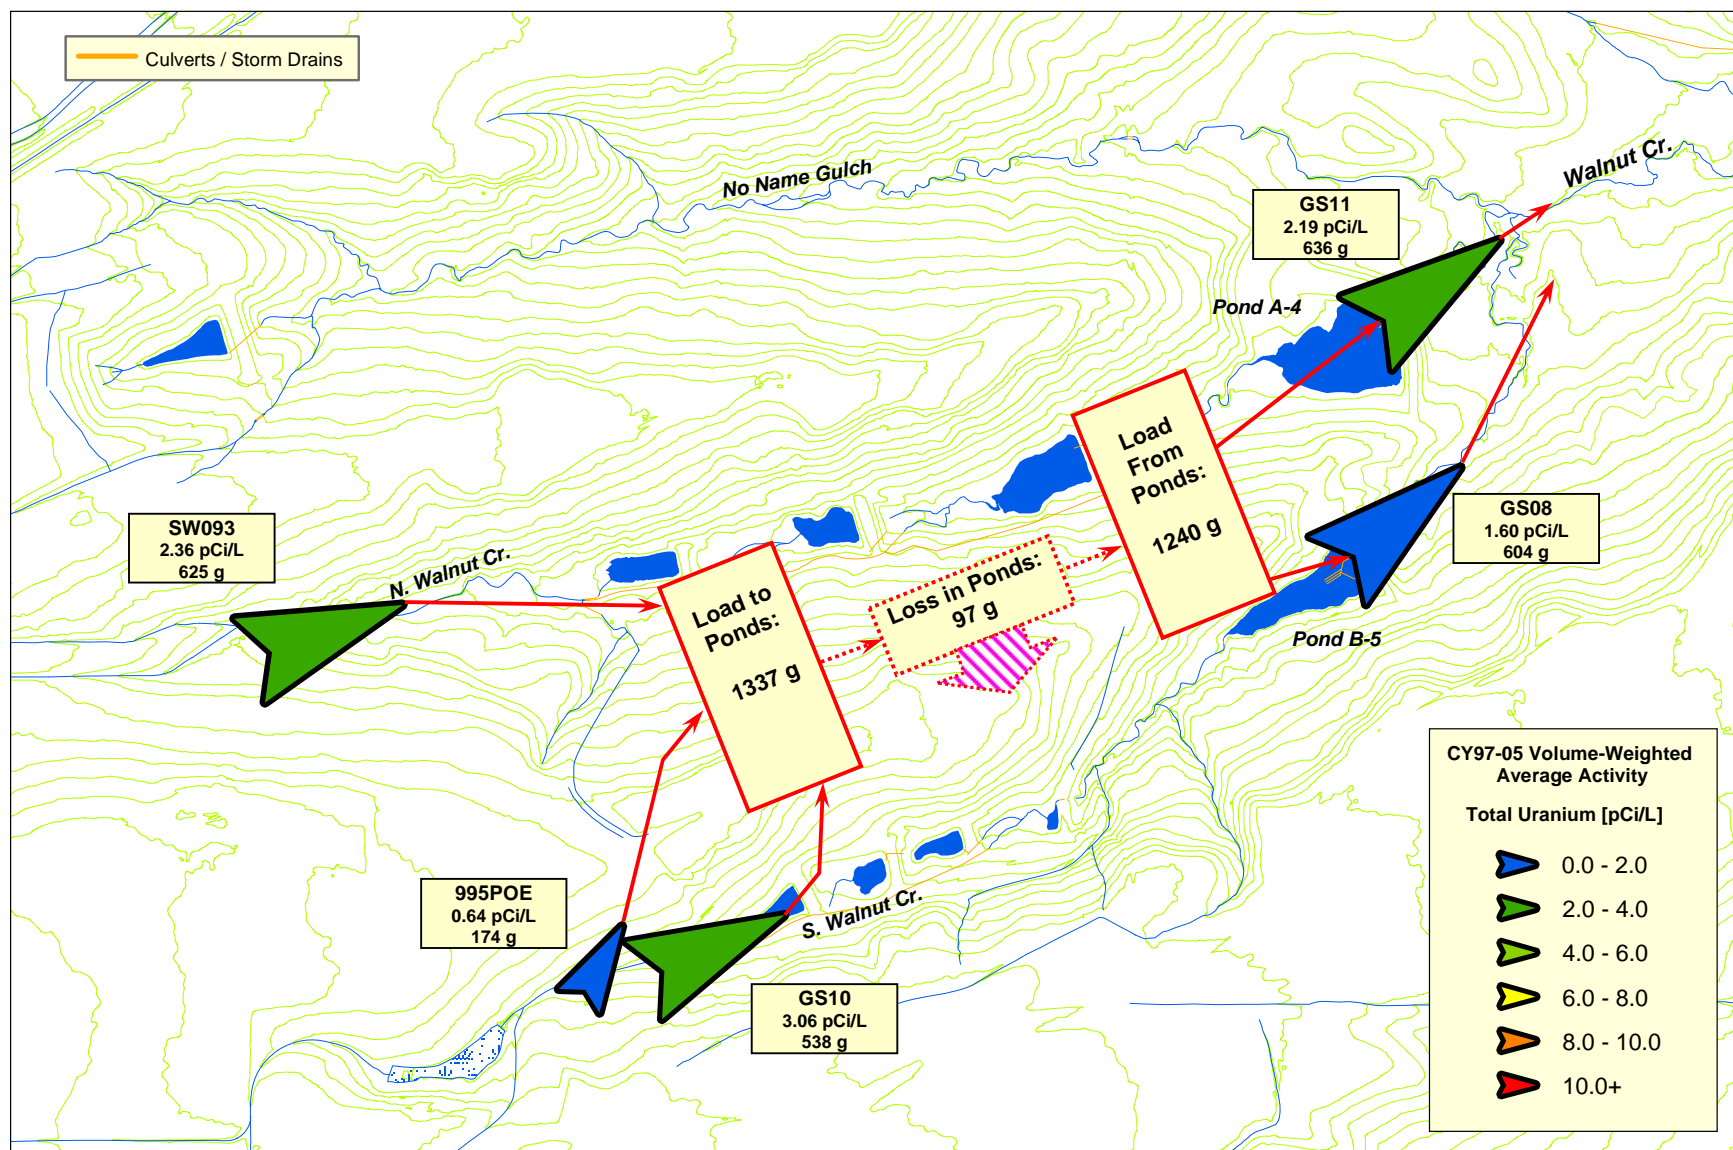 Culverts / Storm Drains
No Name Gulch
Walnut Cr.
GS11
2.19 pCi/L
636 g
Pond A-4
Load
From
Ponds:
1240 g
SW093
2.36 pCi/L
625 g
N. Walnut Cr.
GS08
1.60 pCi/L
604 g
Load to
Ponds:
1337 g
Loss in Ponds:
97 g
Pond B-5
995POE
0.64 pCi/L
174 g
S. Walnut Cr.
GS10
3.06 pCi/L
538 g
CY97-05 Volume-Weighted
Average Activity
Total Uranium [pCi/L]
0.0 - 2.0
2.0 - 4.0
4.0 - 6.0
6.0 - 8.0
8.0 - 10.0
10.0+